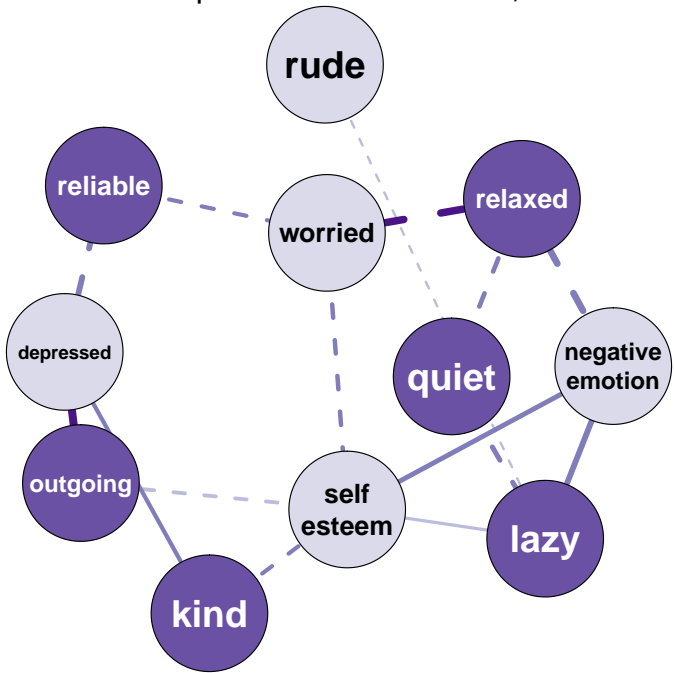 rude
reliable
relaxed
worried
depressed
quiet
negative
emotion
outgoing
self
esteem
lazy
kind